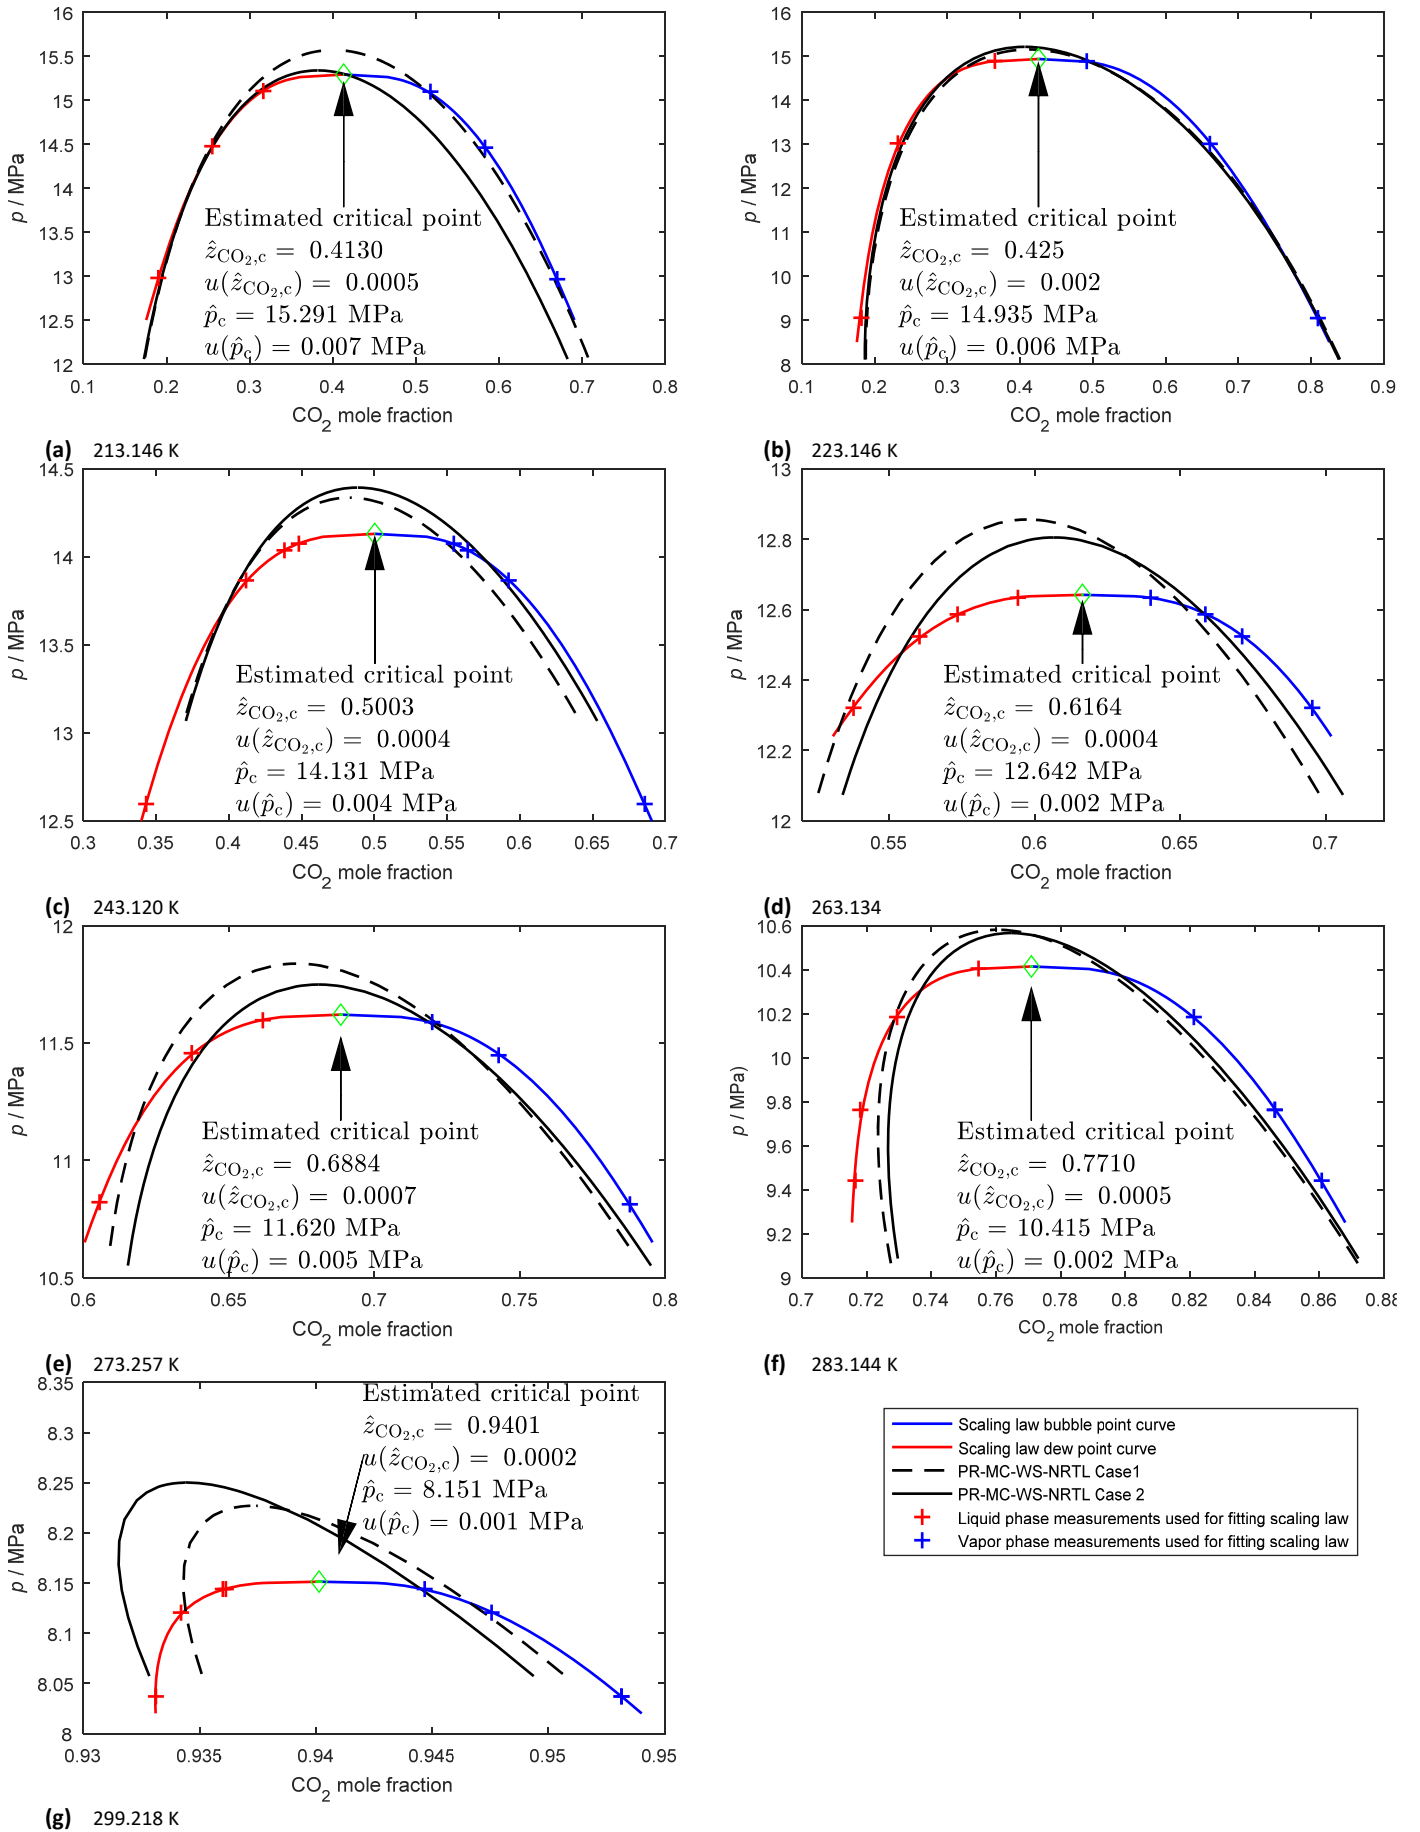 16
15.5
15
14.5
14
13.5
13
12.5
12
p / MPa
Estimated critical point
ẑCO₂,c = 0.4130
u(ẑCO₂,c) = 0.0005
p̂c = 15.291 MPa
u(p̂c) = 0.007 MPa
0.1 0.2 0.3 0.4 0.5 0.6 0.7 0.8
CO₂ mole fraction
(a) 213.146 K
16
15
14
13
12
11
10
9
8
p / MPa
Estimated critical point
ẑCO₂,c = 0.425
u(ẑCO₂,c) = 0.002
p̂c = 14.935 MPa
u(p̂c) = 0.006 MPa
0.1 0.2 0.3 0.4 0.5 0.6 0.7 0.8 0.9
CO₂ mole fraction
(b) 223.146 K
14.5
14
13.5
13
12.5
p / MPa
Estimated critical point
ẑCO₂,c = 0.5003
u(ẑCO₂,c) = 0.0004
p̂c = 14.131 MPa
u(p̂c) = 0.004 MPa
0.3 0.35 0.4 0.45 0.5 0.55 0.6 0.65 0.7
CO₂ mole fraction
(c) 243.120 K
13
12.8
12.6
12.4
12.2
12
p / MPa
Estimated critical point
ẑCO₂,c = 0.6164
u(ẑCO₂,c) = 0.0004
p̂c = 12.642 MPa
u(p̂c) = 0.002 MPa
0.55 0.6 0.65 0.7
CO₂ mole fraction
(d) 263.134
12
11.5
11
10.5
p / MPa
Estimated critical point
ẑCO₂,c = 0.6884
u(ẑCO₂,c) = 0.0007
p̂c = 11.620 MPa
u(p̂c) = 0.005 MPa
0.6 0.65 0.7 0.75 0.8
CO₂ mole fraction
(e) 273.257 K
10.6
10.4
10.2
10
9.8
9.6
9.4
9.2
9
p / MPa)
Estimated critical point
ẑCO₂,c = 0.7710
u(ẑCO₂,c) = 0.0005
p̂c = 10.415 MPa
u(p̂c) = 0.002 MPa
0.7 0.72 0.74 0.76 0.78 0.8 0.82 0.84 0.86 0.88
CO₂ mole fraction
(f) 283.144 K
8.35
8.3
8.25
8.2
8.15
8.1
8.05
8
p / MPa
Estimated critical point
ẑCO₂,c = 0.9401
u(ẑCO₂,c) = 0.0002
p̂c = 8.151 MPa
u(p̂c) = 0.001 MPa
0.93 0.935 0.94 0.945 0.95 0.95
CO₂ mole fraction
(g) 299.218 K
Scaling law bubble point curve
Scaling law dew point curve
PR-MC-WS-NRTL Case1
PR-MC-WS-NRTL Case 2
Liquid phase measurements used for fitting scaling law
Vapor phase measurements used for fitting scaling law